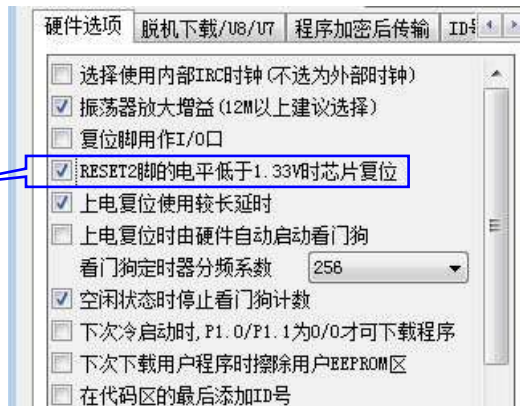 硬件选项 脱机下载/U8/U7 程序加密后传输
选择使用内部IRC时钟(不选为外部时钟)
振荡器放大增益(12M以上建议选择)
复位脚用作I/O口
RESET2脚的电平低于1.33V时芯片复位
上电复位使用较长延时
上电复位时由硬件自动启动看门狗
看门狗定时器分频系数 256
空闲状态时停止看门狗计数
下次冷启动时,P1.0/P1.1为0/0才可下载程序
下次下载用户程序时擦除用户EEPROM区
在代码区的最后添加ID号